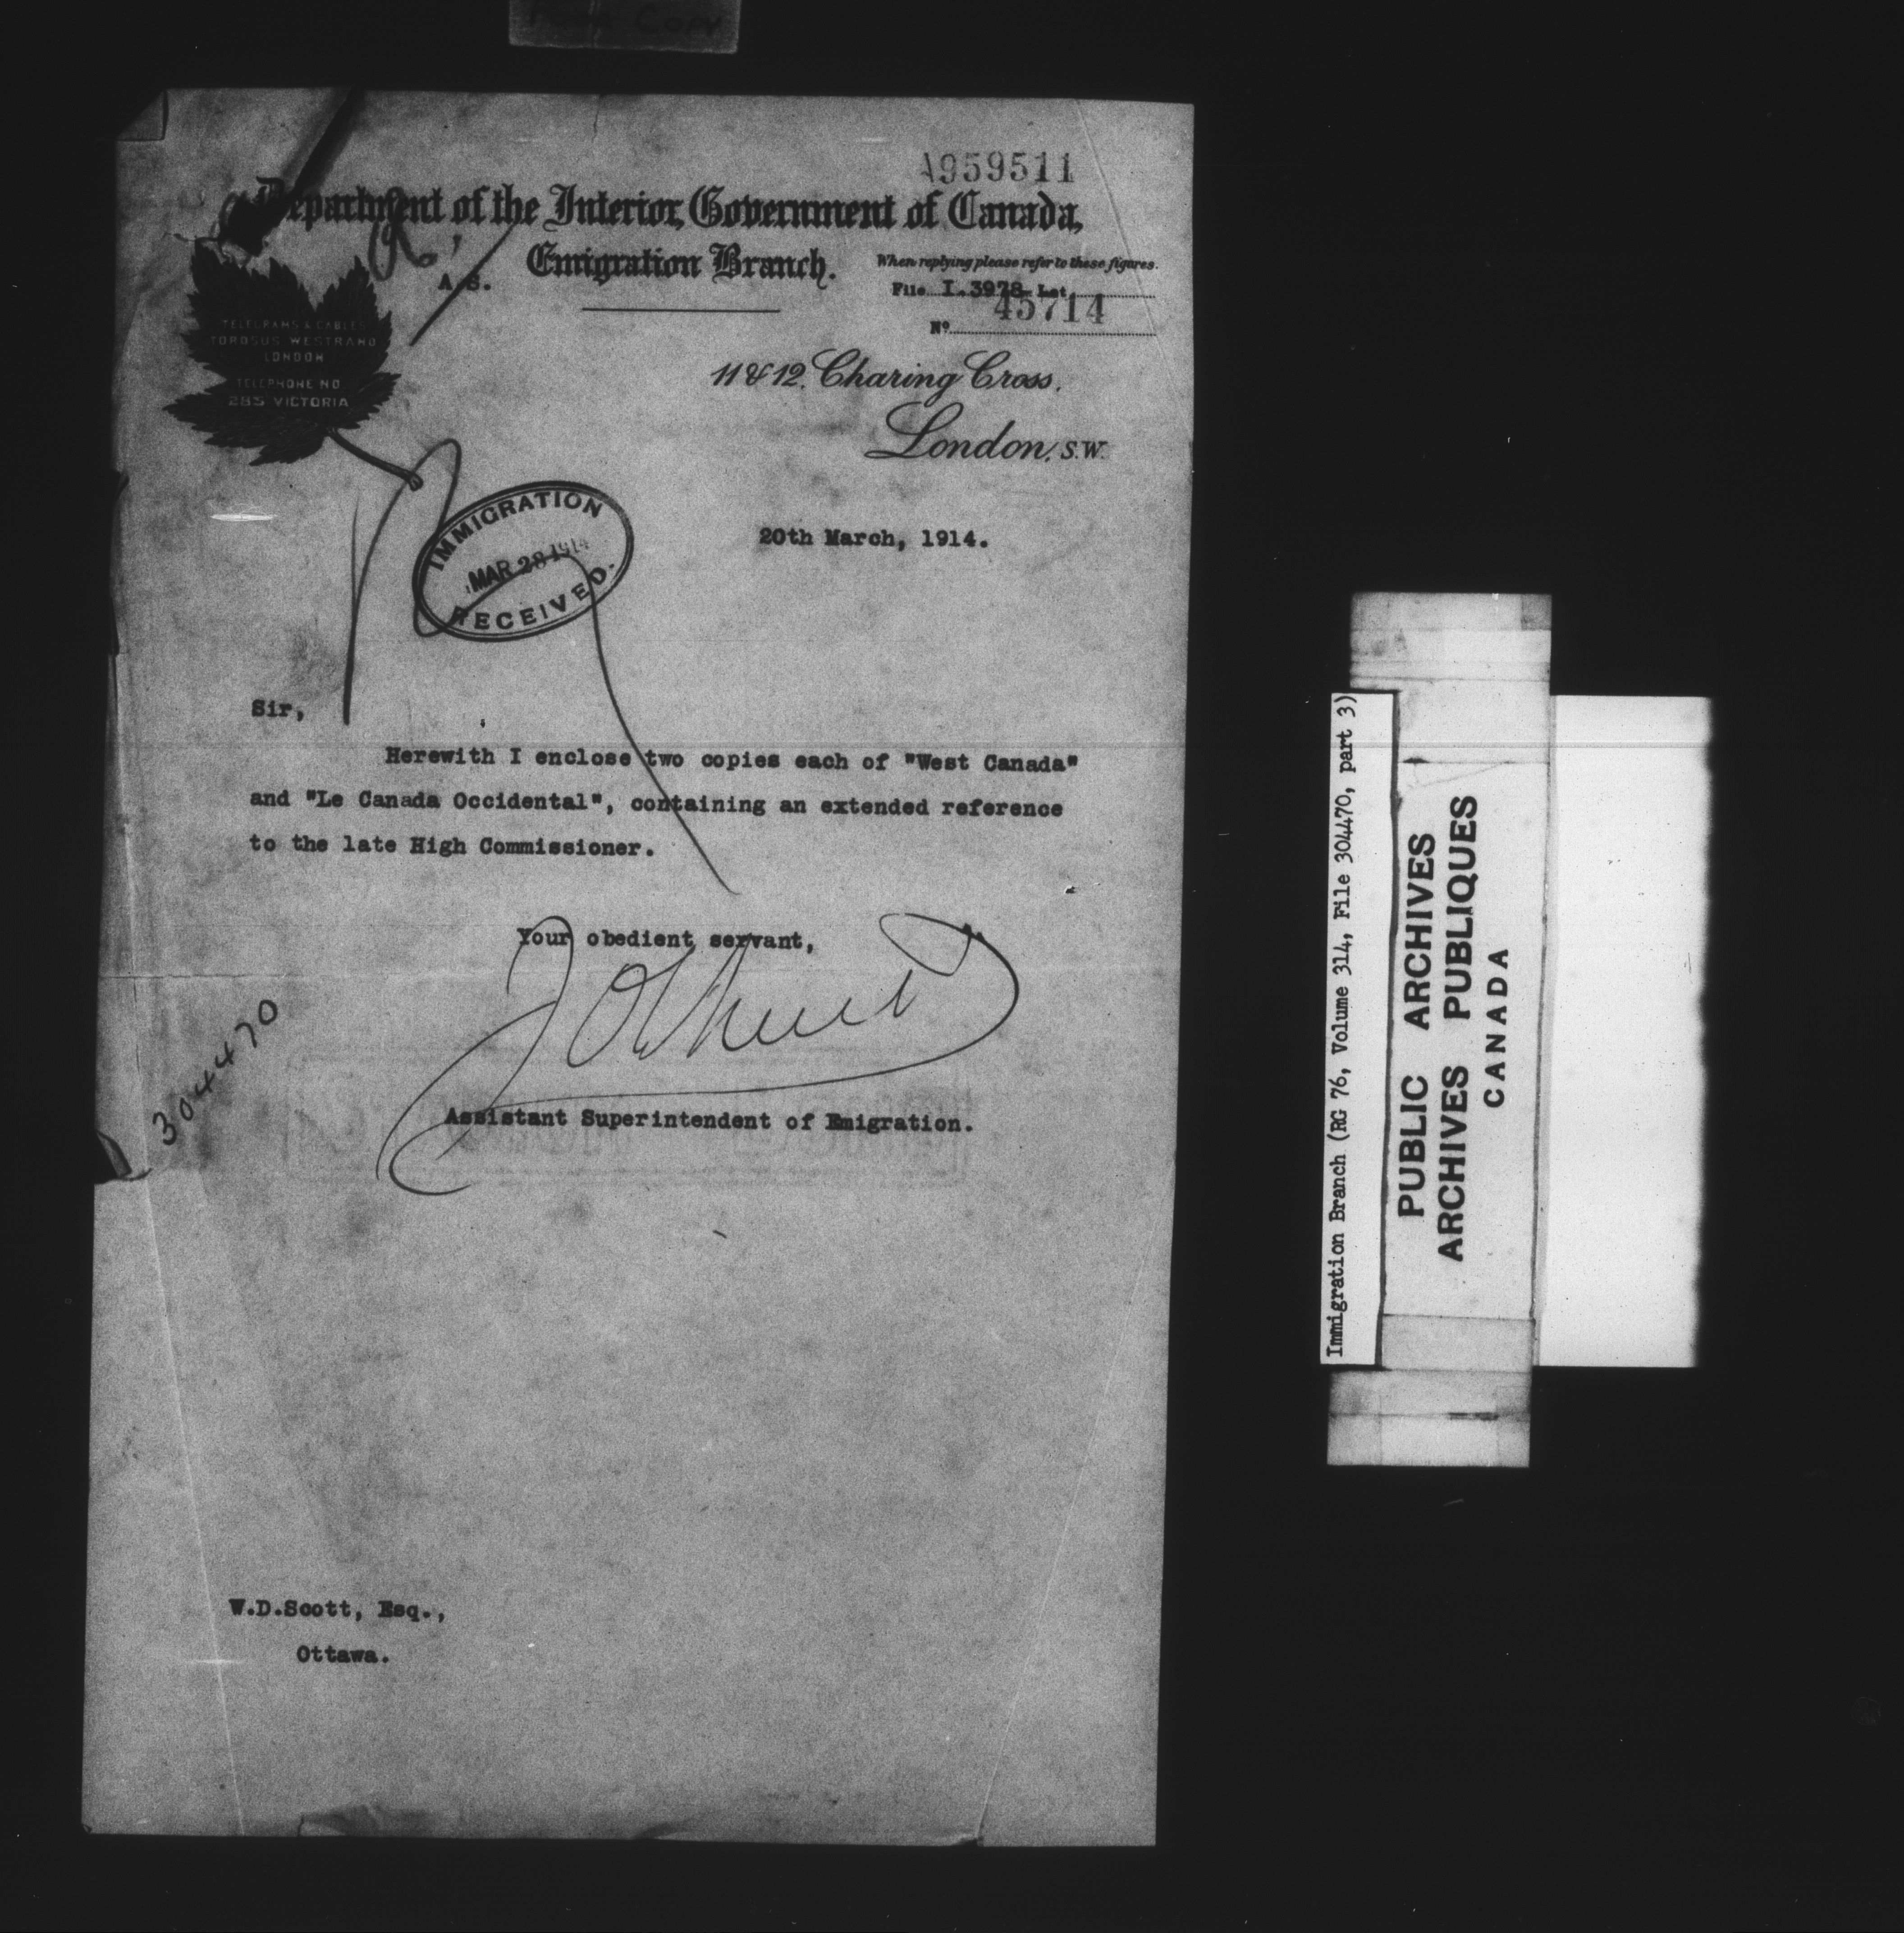 Poor Copy
A959511
Department of the Interior, Government of Canada,
Emigration Branch.
A.S.
When replying please refer to these figures.
File I.3978 Let
45714
No
TELEGRAMS & CABLES
TOROSUS WESTRAND
LONDON
TELEPHONE NO
285 VICTORIA
11 & 12. Charing Cross,
London, S.W.
IMMIGRATION
MAR 28 1914
RECEIVED.
20th March, 1914.
Sir,
Herewith I enclose two copies each of "West Canada"
and "Le Canada Occidental", containing an extended reference
to the late High Commissioner.
Your obedient servant,
Assistant Superintendent of Emigration.
304470
W.D.Scott, Esq.,
Ottawa.
Immigration Branch (RG 76, Volume 314, File 304470, part 3)
PUBLIC ARCHIVES
ARCHIVES PUBLIQUES
CANADA